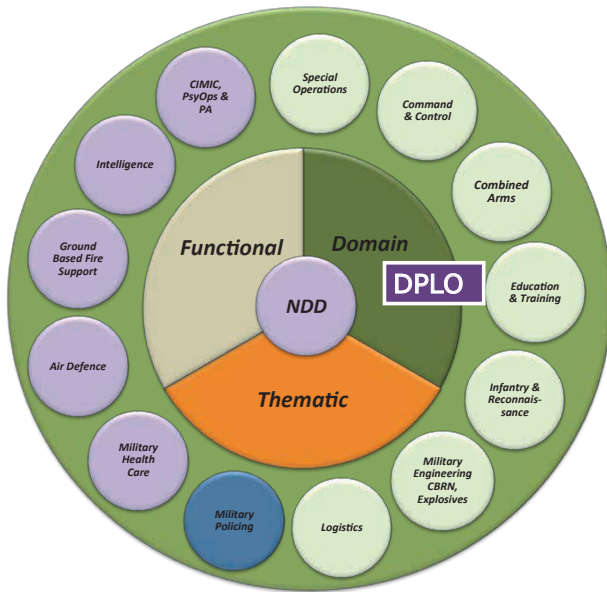 CIMIC,
PsyOps &
PA
Special
Operations
Command
& Control
Intelligence
Combined
Arms
Ground
Based Fire
Support
Functional
Domain
DPLO
NDD
Education
& Training
Air Defence
Thematic
Infantry &
Reconnais-
sance
Military
Health
Care
Military
Engineering
CBRN,
Explosives
Military
Policing
Logistics